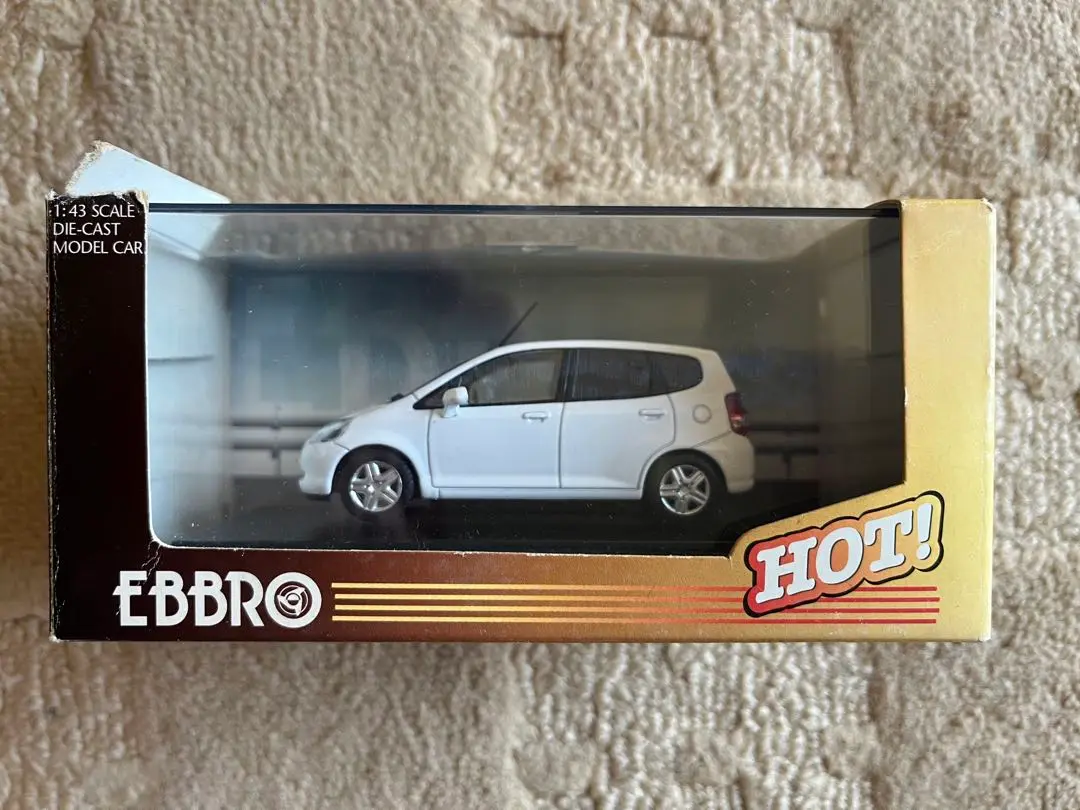 1:43 SCALE
DIE-CAST
MODEL CAR
HOT!
EBBRO